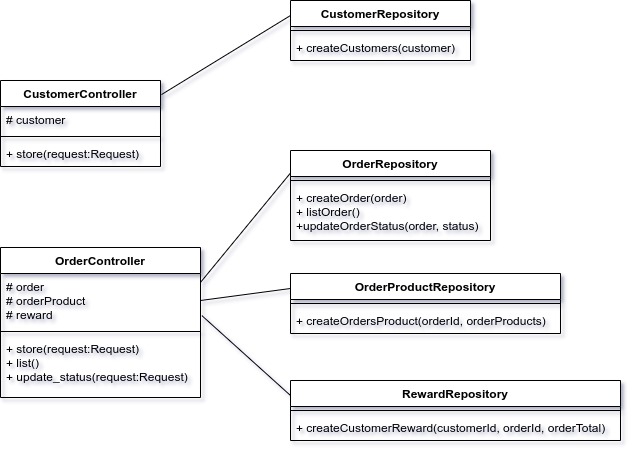 CustomerRepository
+ createCustomers(customer)
CustomerController
# customer
+ store(request:Request)
OrderRepository
+ createOrder(order)
+ listOrder()
+updateOrderStatus(order, status)
OrderController
# order
# orderProduct
# reward
+ store(request:Request)
+ list()
+ update_status(request:Request)
OrderProductRepository
+ createOrdersProduct(orderId, orderProducts)
RewardRepository
+ createCustomerReward(customerId, orderId, orderTotal)